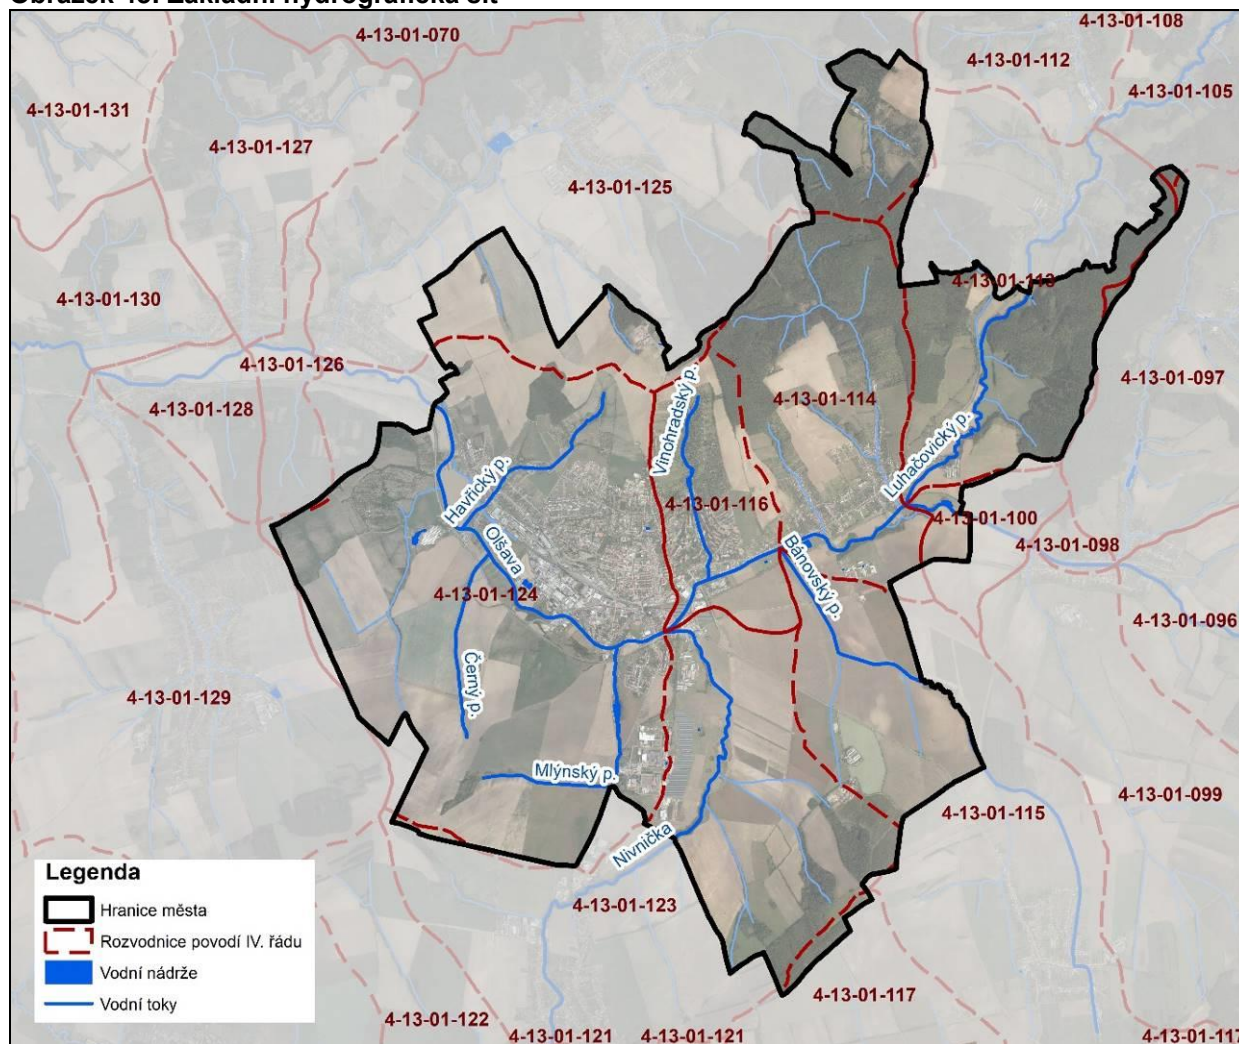 Obrázek 48: Základní hydrografická síť
4-13-01-108
4-13-01-070
4-13-01-112
4-13-01-105
4-13-01-131
4-13-01-127
4-13-01-125
4-13-01-113
4-13-01-130
4-13-01-126
4-13-01-097
4-13-01-128
4-13-01-114
Vinohradský p.
Luhačovický p.
Havřický p.
4-13-01-116
4-13-01-100
4-13-01-098
Olšava
Bánovský p.
4-13-01-124
4-13-01-096
Černý p.
4-13-01-129
Mlýnský p.
4-13-01-099
4-13-01-115
Nivnička
4-13-01-123
4-13-01-117
4-13-01-122
4-13-01-121
4-13-01-121
4-13-01-117
Legenda
Hranice města
Rozvodnice povodí IV. řádu
Vodní nádrže
Vodní toky